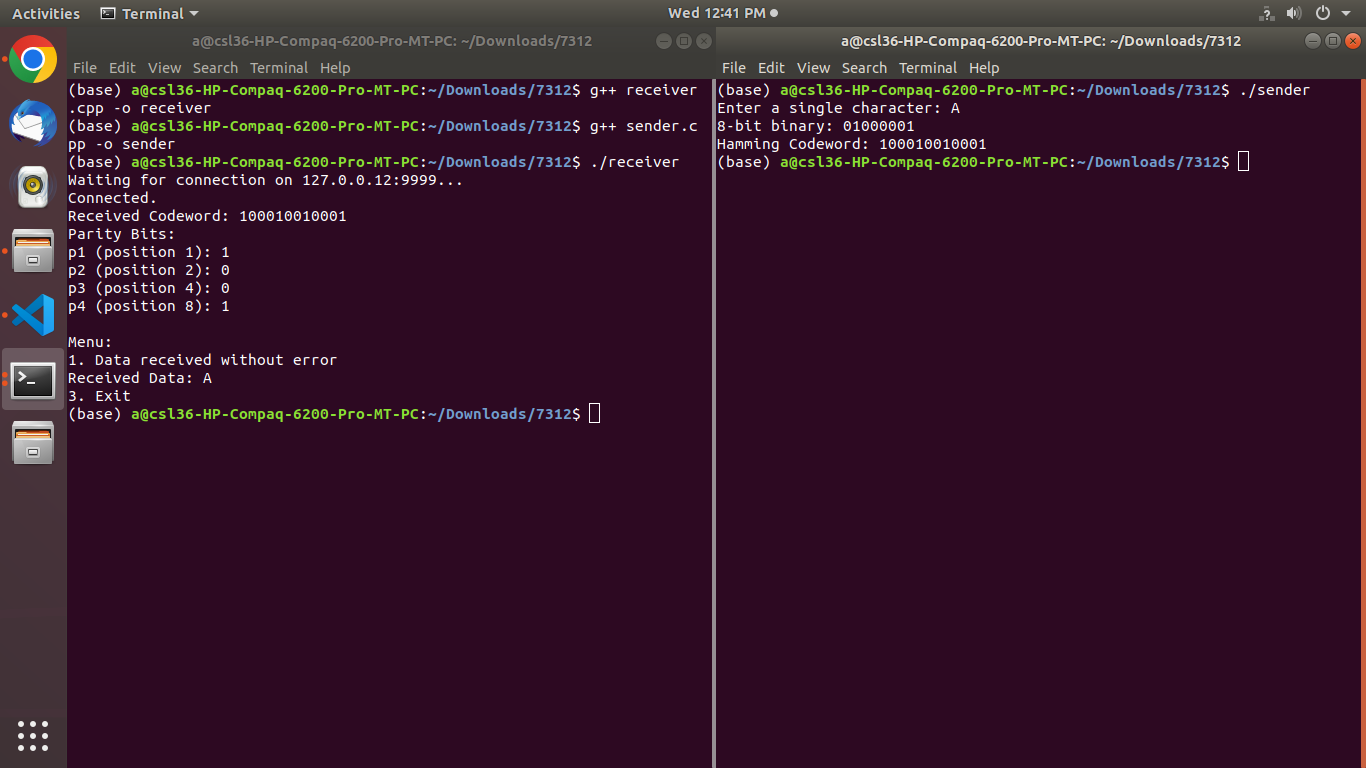 Activities Terminal Wed 12:41 PM
a@csl36-HP-Compaq-6200-Pro-MT-PC: ~/Downloads/7312
File Edit View Search Terminal Help
(base) a@csl36-HP-Compaq-6200-Pro-MT-PC:~/Downloads/7312$ g++ receiver
.cpp -o receiver
(base) a@csl36-HP-Compaq-6200-Pro-MT-PC:~/Downloads/7312$ g++ sender.c
pp -o sender
(base) a@csl36-HP-Compaq-6200-Pro-MT-PC:~/Downloads/7312$ ./receiver
Waiting for connection on 127.0.0.12:9999...
Connected.
Received Codeword: 100010010001
Parity Bits:
p1 (position 1): 1
p2 (position 2): 0
p3 (position 4): 0
p4 (position 8): 1
Menu:
1. Data received without error
Received Data: A
3. Exit
(base) a@csl36-HP-Compaq-6200-Pro-MT-PC:~/Downloads/7312$
a@csl36-HP-Compaq-6200-Pro-MT-PC: ~/Downloads/7312
File Edit View Search Terminal Help
(base) a@csl36-HP-Compaq-6200-Pro-MT-PC:~/Downloads/7312$ ./sender
Enter a single character: A
8-bit binary: 01000001
Hamming Codeword: 100010010001
(base) a@csl36-HP-Compaq-6200-Pro-MT-PC:~/Downloads/7312$